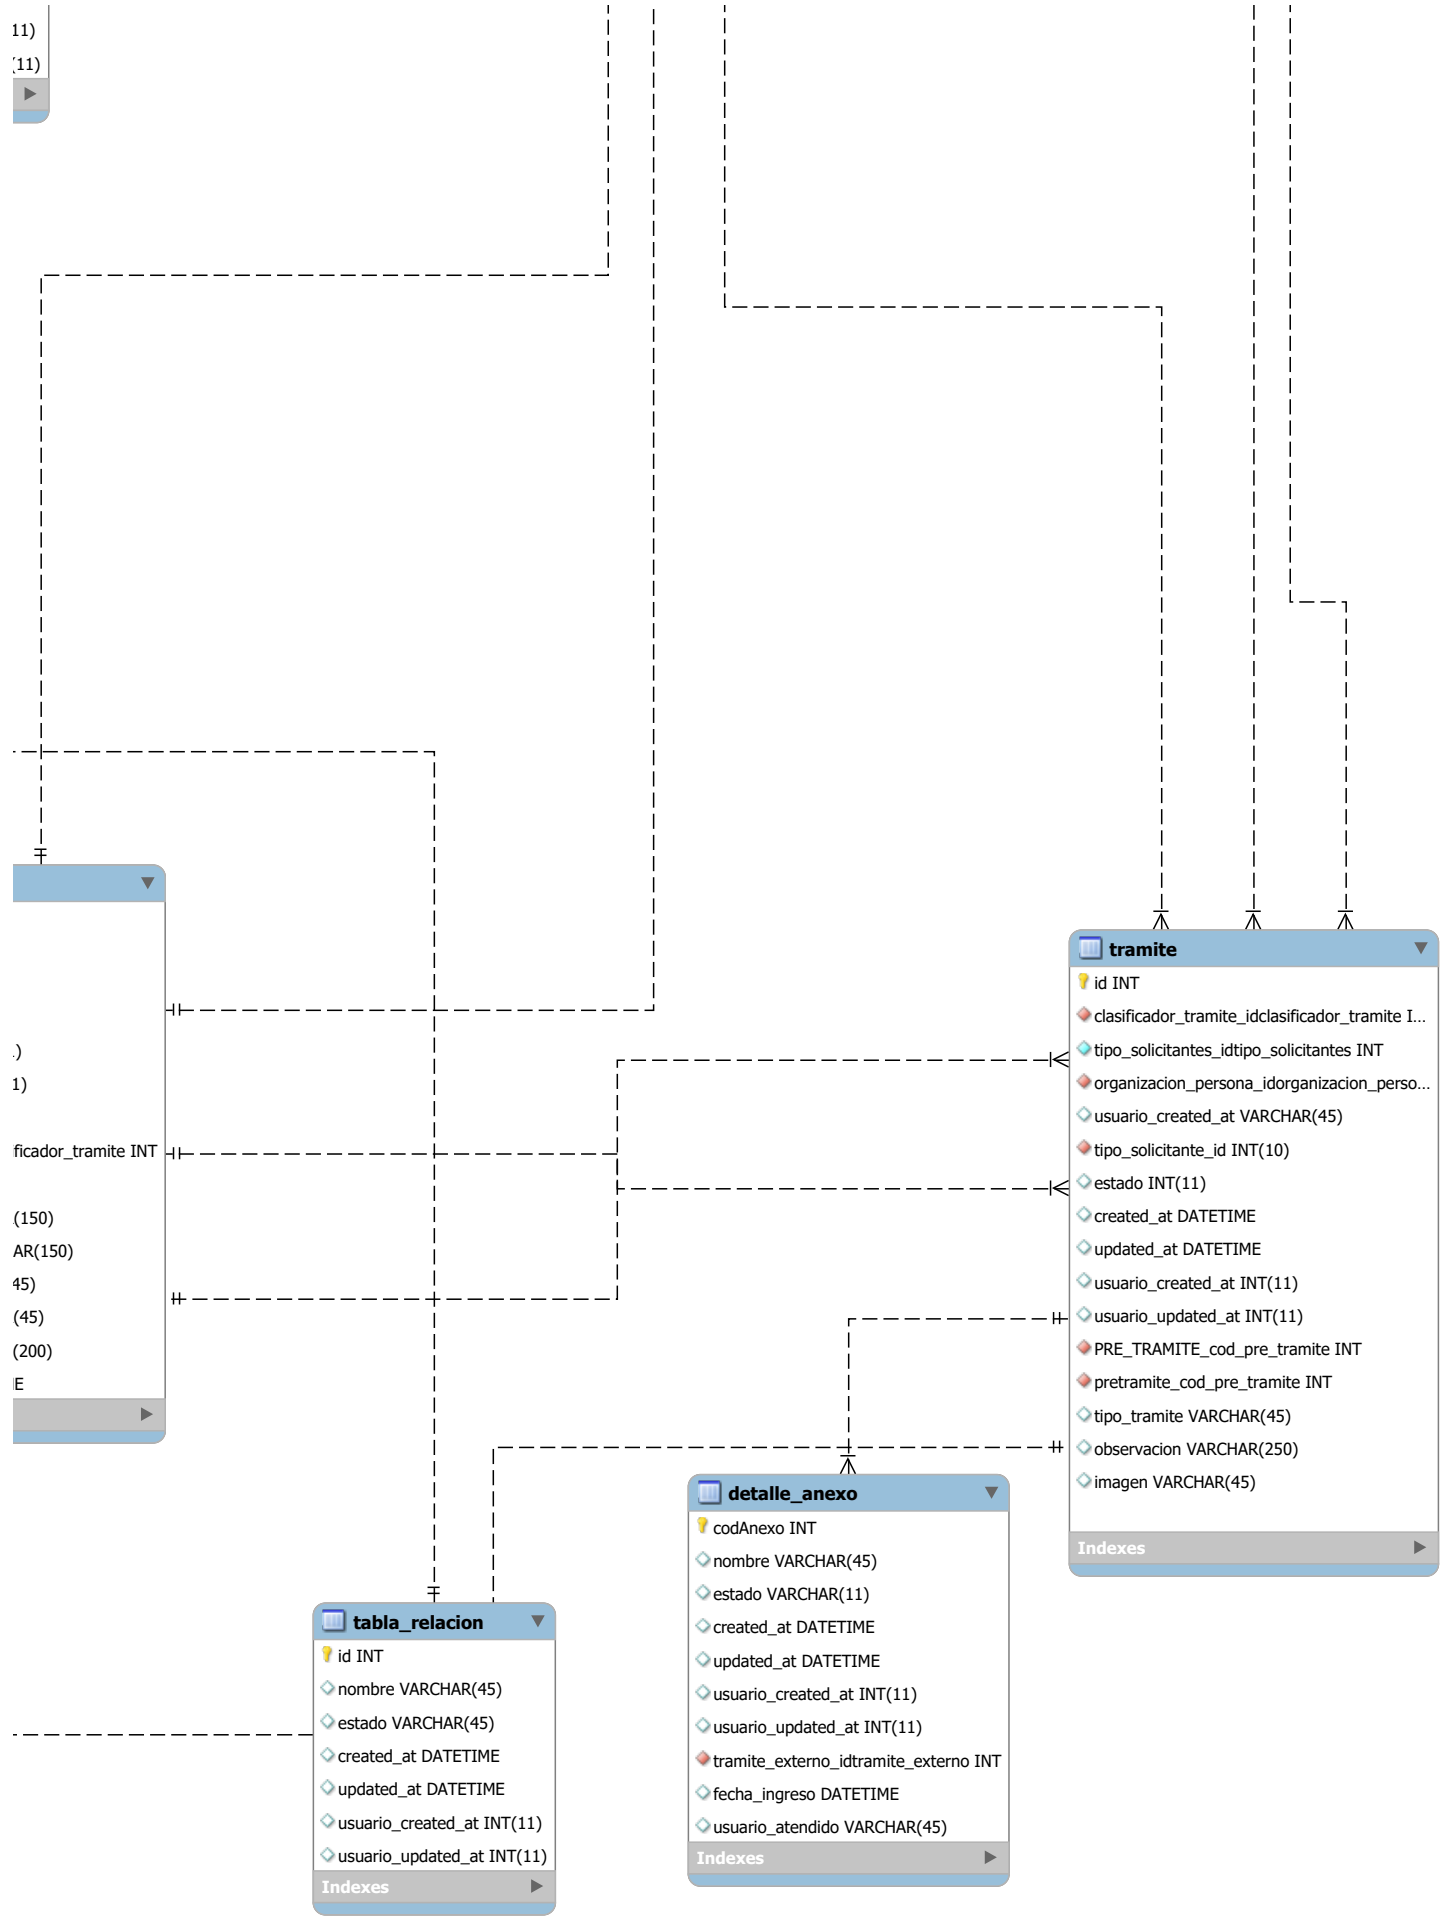 11)
(11)
.)
1)
ficador_tramite INT
(150)
AR(150)
45)
(45)
(200)
E
tramite
id INT
clasificador_tramite_idclasificador_tramite I...
tipo_solicitantes_idtipo_solicitantes INT
organizacion_persona_idorganizacion_perso...
usuario_created_at VARCHAR(45)
tipo_solicitante_id INT(10)
estado INT(11)
created_at DATETIME
updated_at DATETIME
usuario_created_at INT(11)
usuario_updated_at INT(11)
PRE_TRAMITE_cod_pre_tramite INT
pretramite_cod_pre_tramite INT
tipo_tramite VARCHAR(45)
observacion VARCHAR(250)
imagen VARCHAR(45)
Indexes
detalle_anexo
codAnexo INT
nombre VARCHAR(45)
estado VARCHAR(11)
created_at DATETIME
updated_at DATETIME
usuario_created_at INT(11)
usuario_updated_at INT(11)
tramite_externo_idtramite_externo INT
fecha_ingreso DATETIME
usuario_atendido VARCHAR(45)
Indexes
tabla_relacion
id INT
nombre VARCHAR(45)
estado VARCHAR(45)
created_at DATETIME
updated_at DATETIME
usuario_created_at INT(11)
usuario_updated_at INT(11)
Indexes